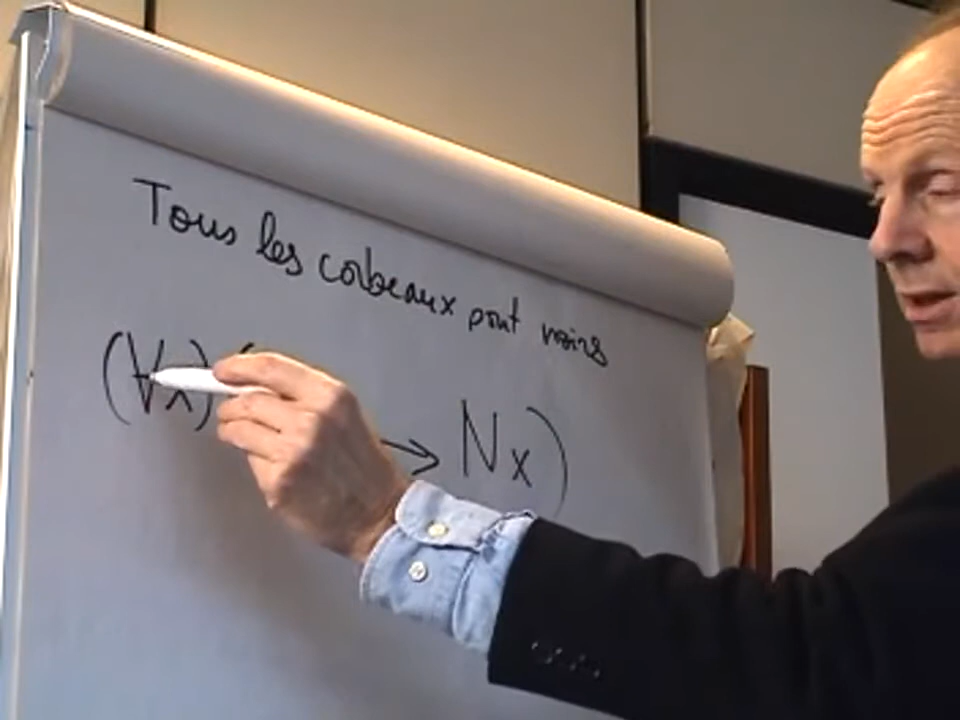 Tous les corbeaux sont noirs
(∀x) ( → Nx)